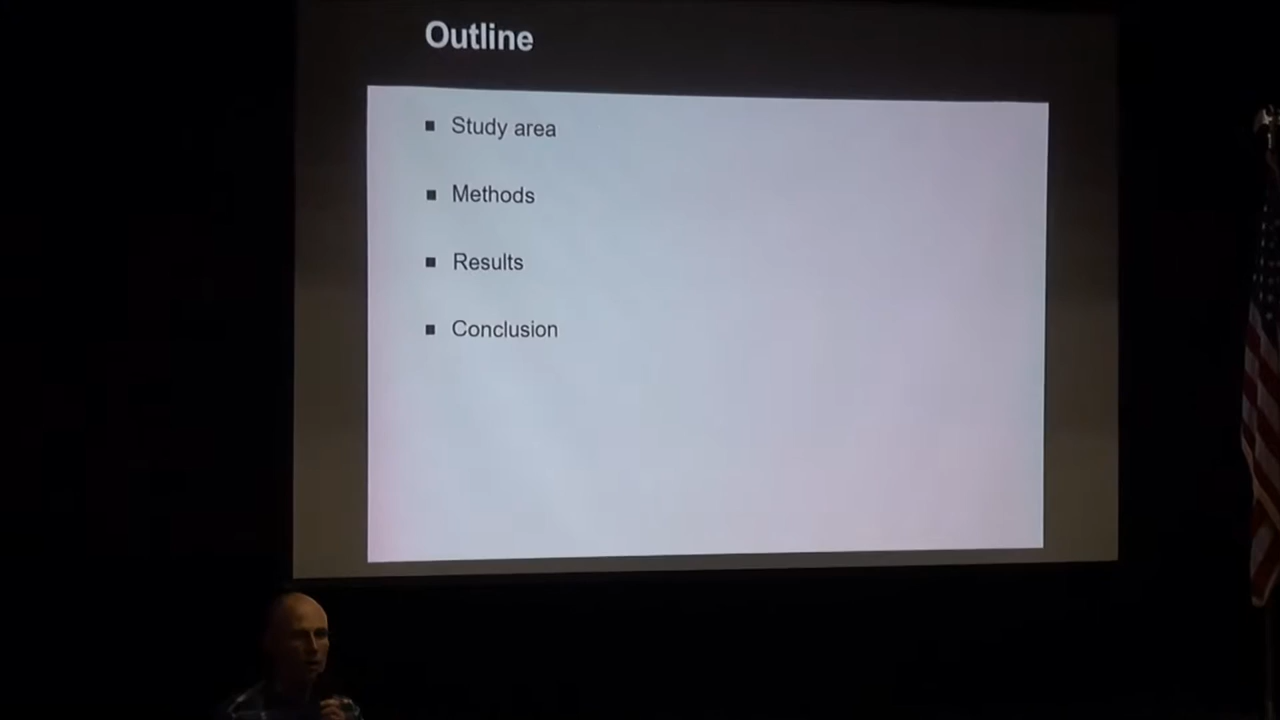 Outline
▪ Study area
▪ Methods
▪ Results
▪ Conclusion